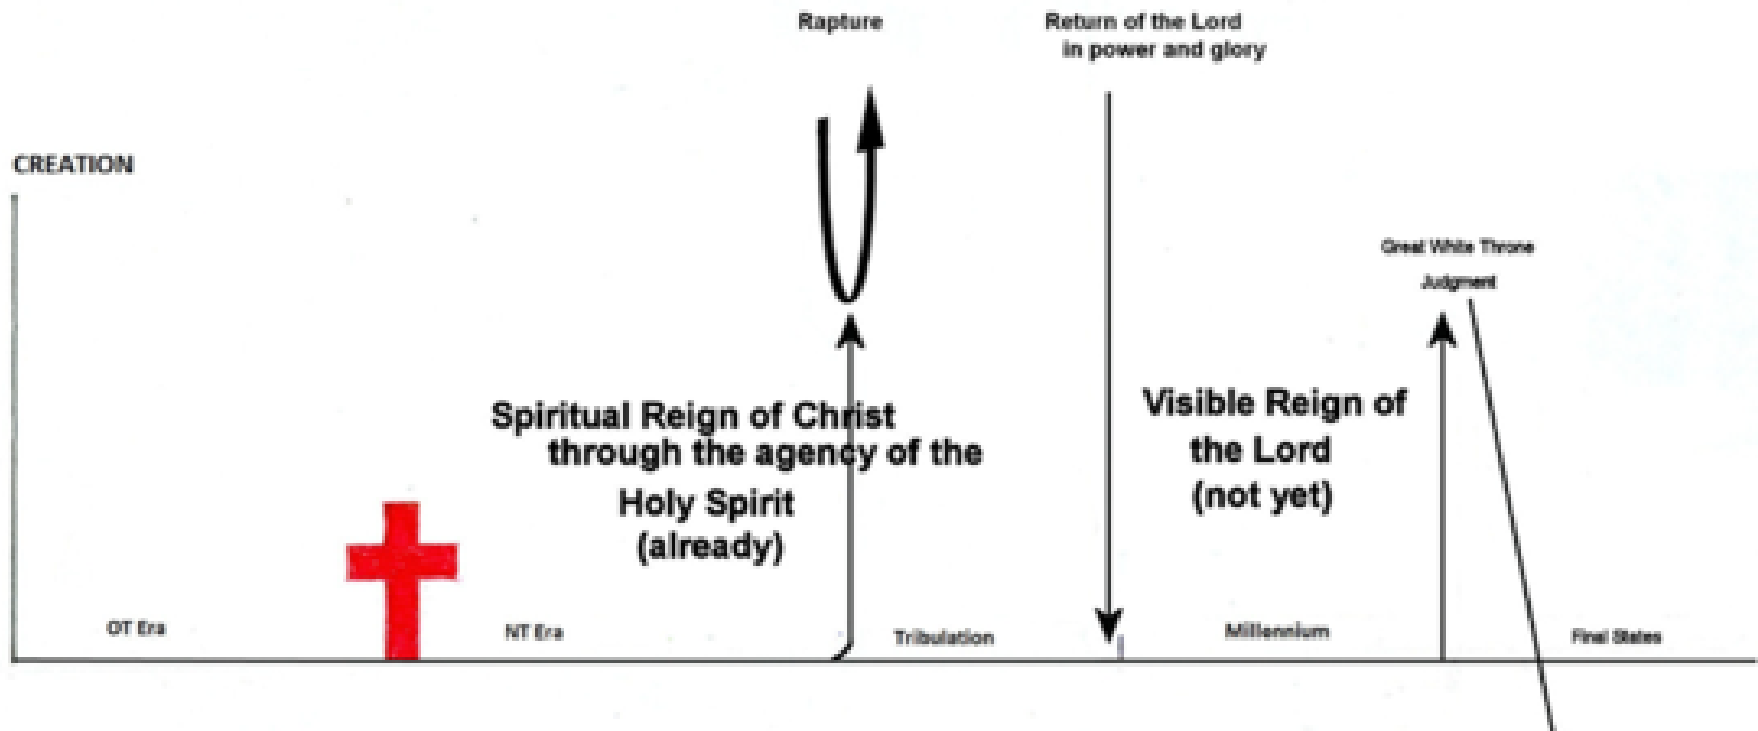 Rapture
Return of the Lord
in power and glory
CREATION
Great White Throne
Judgment
Spiritual Reign of Christ
through the agency of the
Holy Spirit
(already)
Visible Reign of
the Lord
(not yet)
OT Era
NT Era
Tribulation
Millennium
Final States